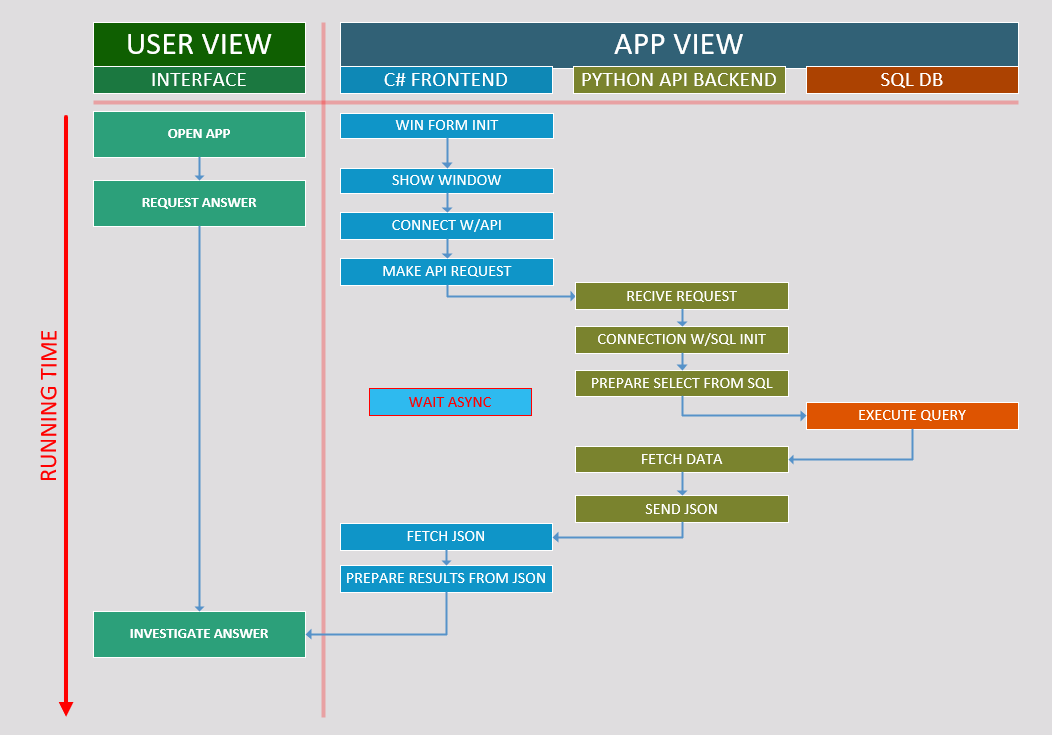 USER VIEW
APP VIEW
INTERFACE
C# FRONTEND
PYTHON API BACKEND
SQL DB
OPEN APP
WIN FORM INIT
SHOW WINDOW
REQUEST ANSWER
CONNECT W/API
MAKE API REQUEST
RECIVE REQUEST
CONNECTION W/SQL INIT
PREPARE SELECT FROM SQL
WAIT ASYNC
EXECUTE QUERY
RUNNING TIME
FETCH DATA
SEND JSON
FETCH JSON
PREPARE RESULTS FROM JSON
INVESTIGATE ANSWER